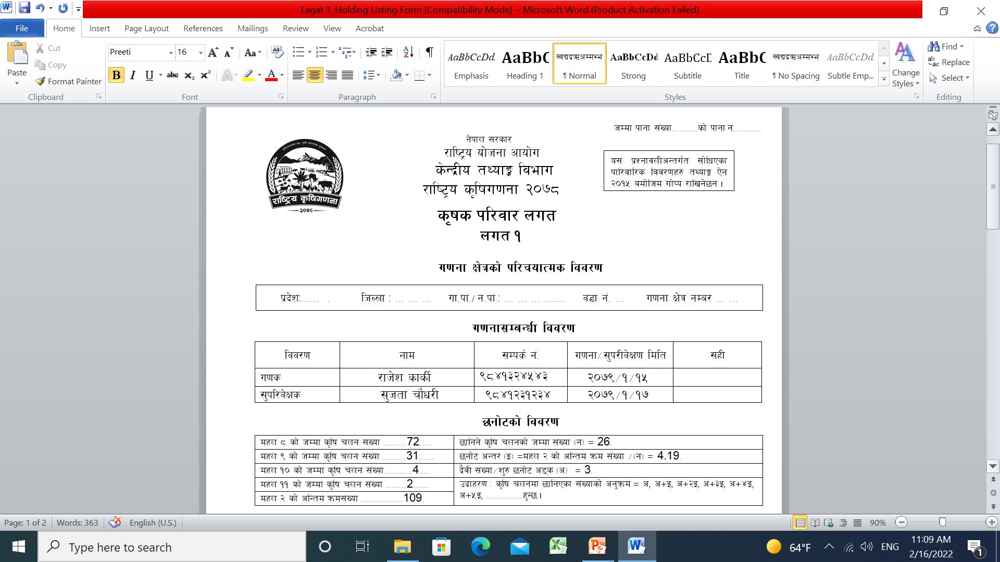 Lagat 1_Holding Listing Form [Compatibility Mode] - Microsoft Word (Product Activation Failed)
File Home Insert Page Layout References Mailings Review View Acrobat
Paste Cut Copy Format Painter
Preeti 16
AaBbCcDd. AaBbC ब्बद्यदऋअम्मभ्भ AaBbCcDd AaBbCcD AaBbC ब्बद्यदऋअम्मभ्भ AaBbCcDd.
Emphasis Heading 1 ¶ Normal Strong Subtitle Title ¶ No Spacing Subtle Emp...
Change Styles
Find Replace Select
Clipboard Font Paragraph Styles Editing
जम्मा पाना संख्या..........को पाना नं...........
नेपाल सरकार
राष्ट्रिय योजना आयोग
केन्द्रीय तथ्याङ्क विभाग
राष्ट्रिय कृषिगणना २०७८
राष्ट्रिय कृषिगणना
२०७८
यस प्रश्नावलीअन्तर्गत सोधिएका
पारिवारिक विवरणहरु तथ्याङ्क ऐन
२०१५ बमोजिम गोप्य राखिनेछन ।
कृषक परिवार लगत
लगत १
गणना क्षेत्रको परिचयात्मक विवरण
प्रदेश:...... . जिल्ला : ... ... ... गा.पा./ न.पा.: ... ... ... ....... वडा नं. ... गणना क्षेत्र नम्बर ... ...
गणनासम्बन्धी विवरण
विवरण नाम सम्पर्क नं. गणना/सुपरीवेक्षण मिति सही
गणक राजेश कार्की ९८४१३२४५४३ २०७९/१/१५
सुपरिवेक्षक सुजता चौधरी ९८४१२३१२३४ २०७९/१/१७
छनोटको विवरण
महल ८ को जम्मा कृषि चलन संख्या .........72..... छानिने कृषि चलनको जम्मा संख्या (न) = 26.
महल ९ को जम्मा कृषि चलन संख्या .........31...... छनोट अन्तर (इ) =महल २ को अन्तिम क्रम संख्या /(न) = 4.19.
महल १० को जम्मा कृषि चलन संख्या...........4.... दैवी संख्या/शुरु छनोट अड्क (अ) = 3.
महल ११ को जम्मा कृषि चलन संख्या ........2...... उदाहरण : कृषि चलनमा छानिएका संख्याको अनुक्रम = अ, अ+इ, अ+२इ, अ+३इ, अ+४इ,
महल २ को अन्तिम क्रमसंख्या ................109. अ+५इ, ..............हुन्छ ।
Page: 1 of 2 Words: 363 English (U.S.) 90%
Type here to search 64°F ENG 11:09 AM
2/16/2022 1